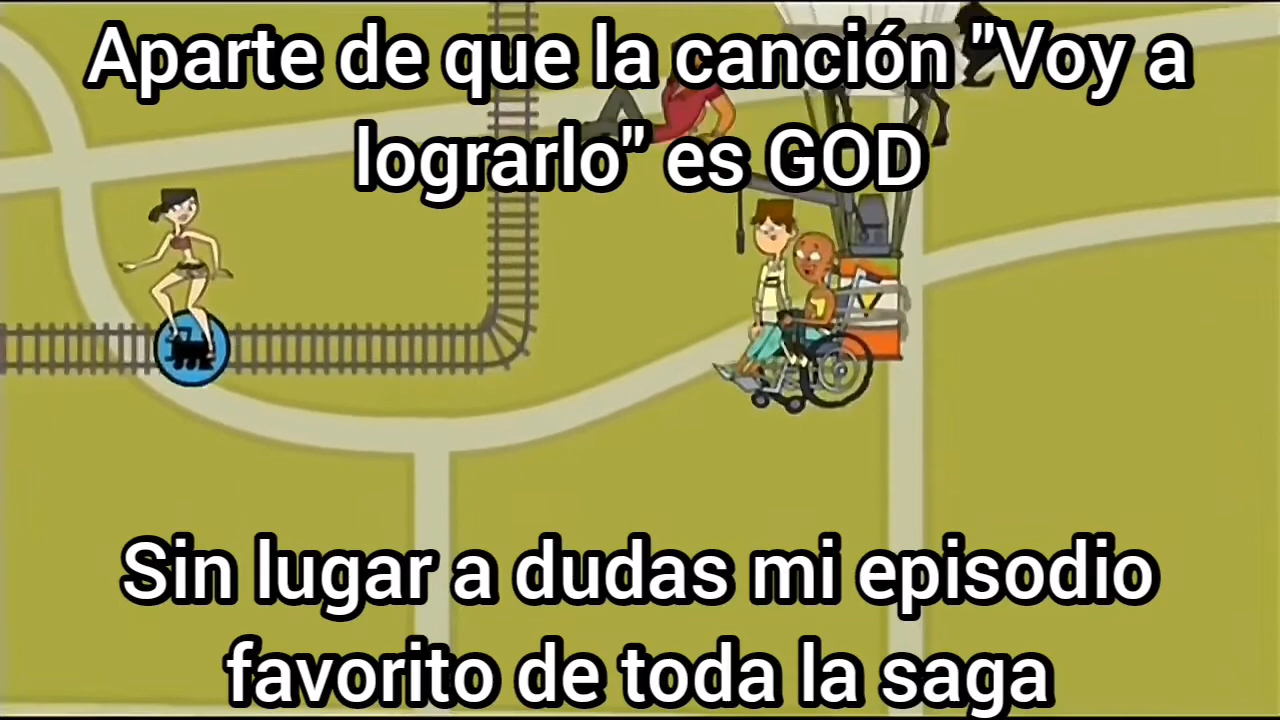 Aparte de que la canción "Voy a
lograrlo" es GOD
Sin lugar a dudas mi episodio
favorito de toda la saga